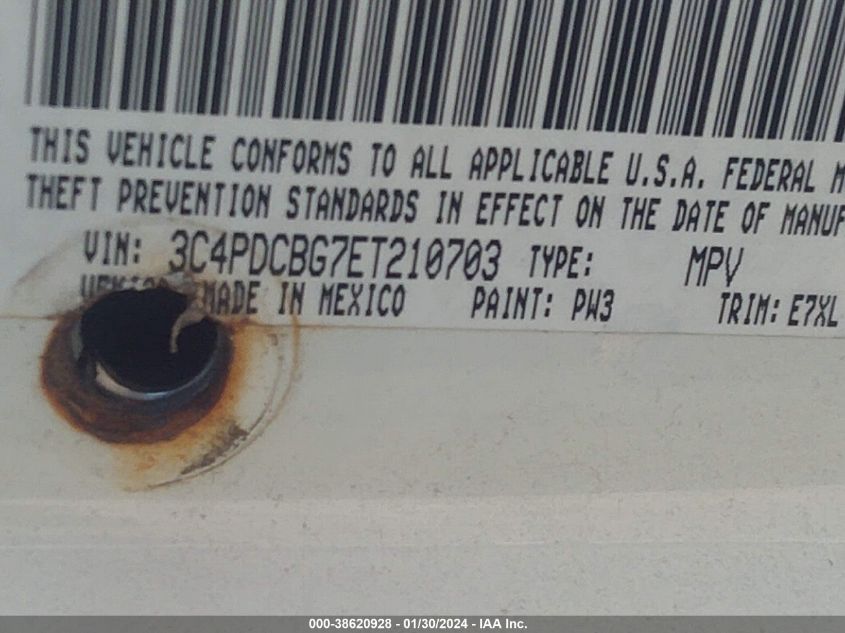 THIS VEHICLE CONFORMS TO ALL APPLICABLE U.S.A. FEDERAL
THEFT PREVENTION STANDARDS IN EFFECT ON THE DATE OF MANUF
VIN: 3C4PDCBG7ET210703 TYPE: MPV
MADE IN MEXICO PAINT: PW3 TRIM: E7XL
000-38620928 - 01/30/2024 - IAA Inc.